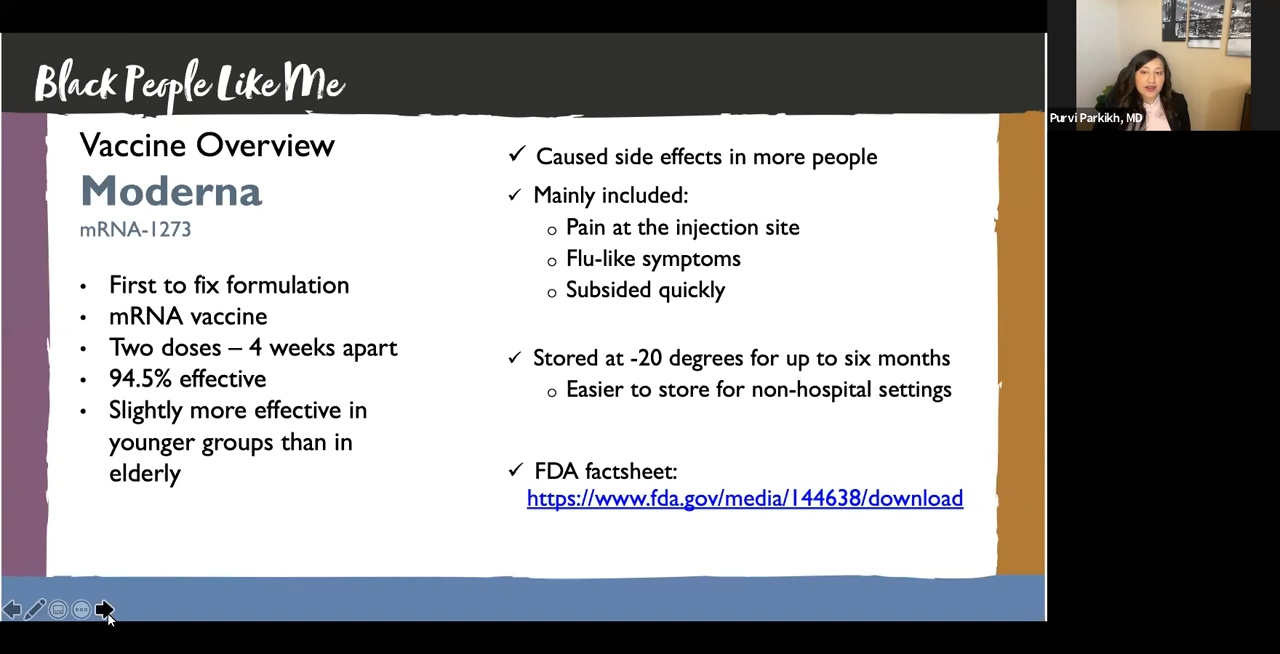 Black People Like Me
Vaccine Overview
Moderna
mRNA-1273
• First to fix formulation
• mRNA vaccine
• Two doses – 4 weeks apart
• 94.5% effective
• Slightly more effective in
younger groups than in
elderly
✓ Caused side effects in more people
✓ Mainly included:
o Pain at the injection site
o Flu-like symptoms
o Subsided quickly
✓ Stored at -20 degrees for up to six months
o Easier to store for non-hospital settings
✓ FDA factsheet:
https://www.fda.gov/media/144638/download
Purvi Parkikh, MD